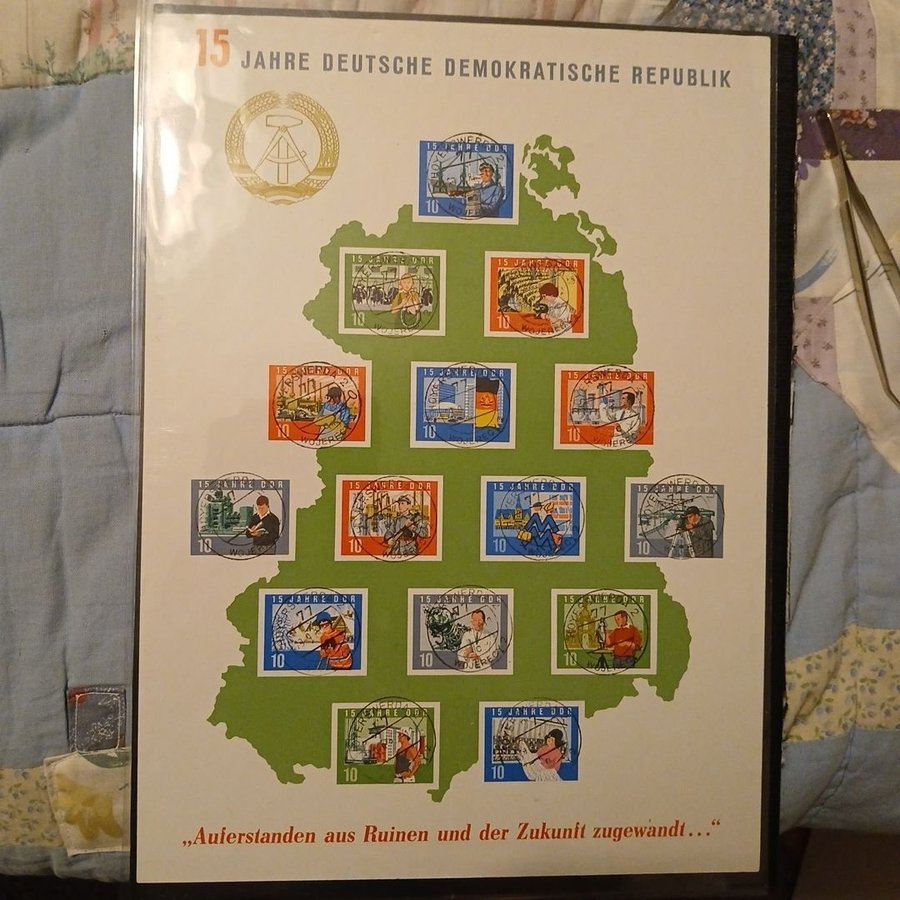 15 JAHRE DEUTSCHE DEMOKRATISCHE REPUBLIK
15 JAHRE DDR
10
15 JAHRE DDR
10
15 JAHRE DDR
10
15 JAHRE DDR
10
15 JAHRE DDR
10
15 JAHRE DDR
10
15 JAHRE DDR
10
15 JAHRE DDR
10
15 JAHRE DDR
10
15 JAHRE DDR
10
15 JAHRE DDR
10
15 JAHRE DDR
10
15 JAHRE DDR
10
15 JAHRE DDR
10
15 JAHRE DDR
10
„Auferstanden aus Ruinen und der Zukunft zugewandt..."